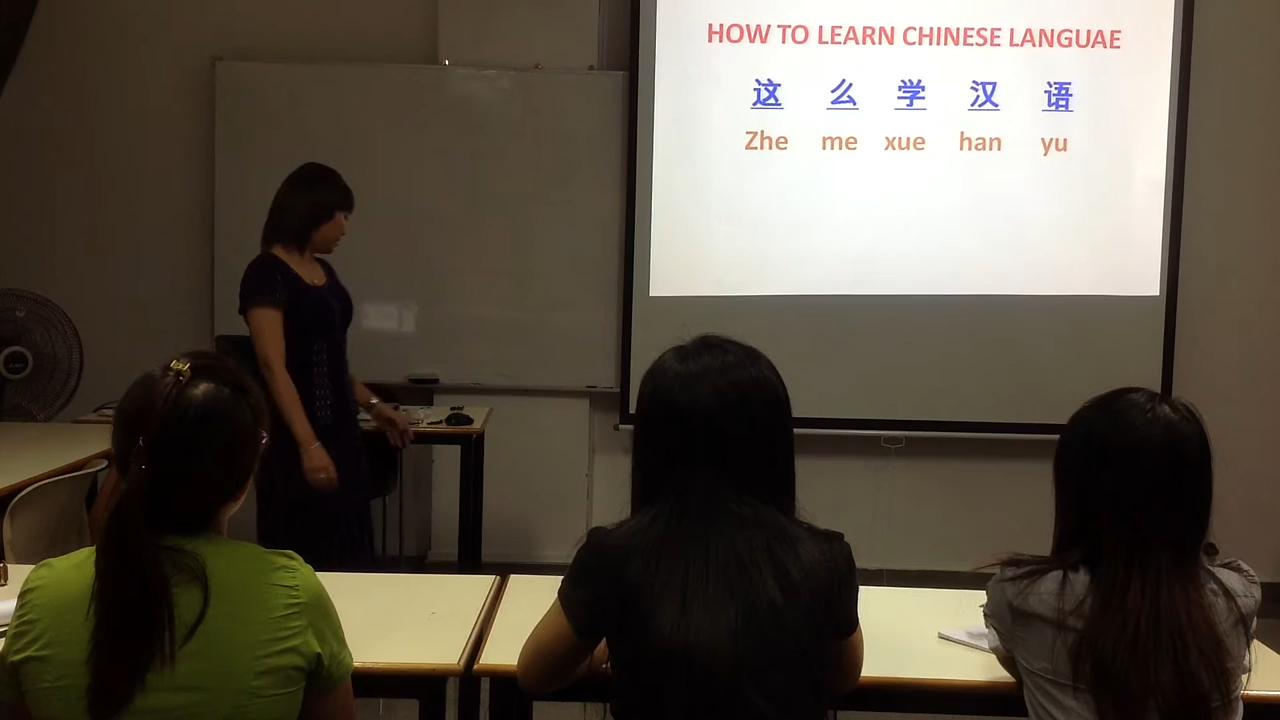 HOW TO LEARN CHINESE LANGUAE
这 么 学 汉 语
Zhe me xue han yu